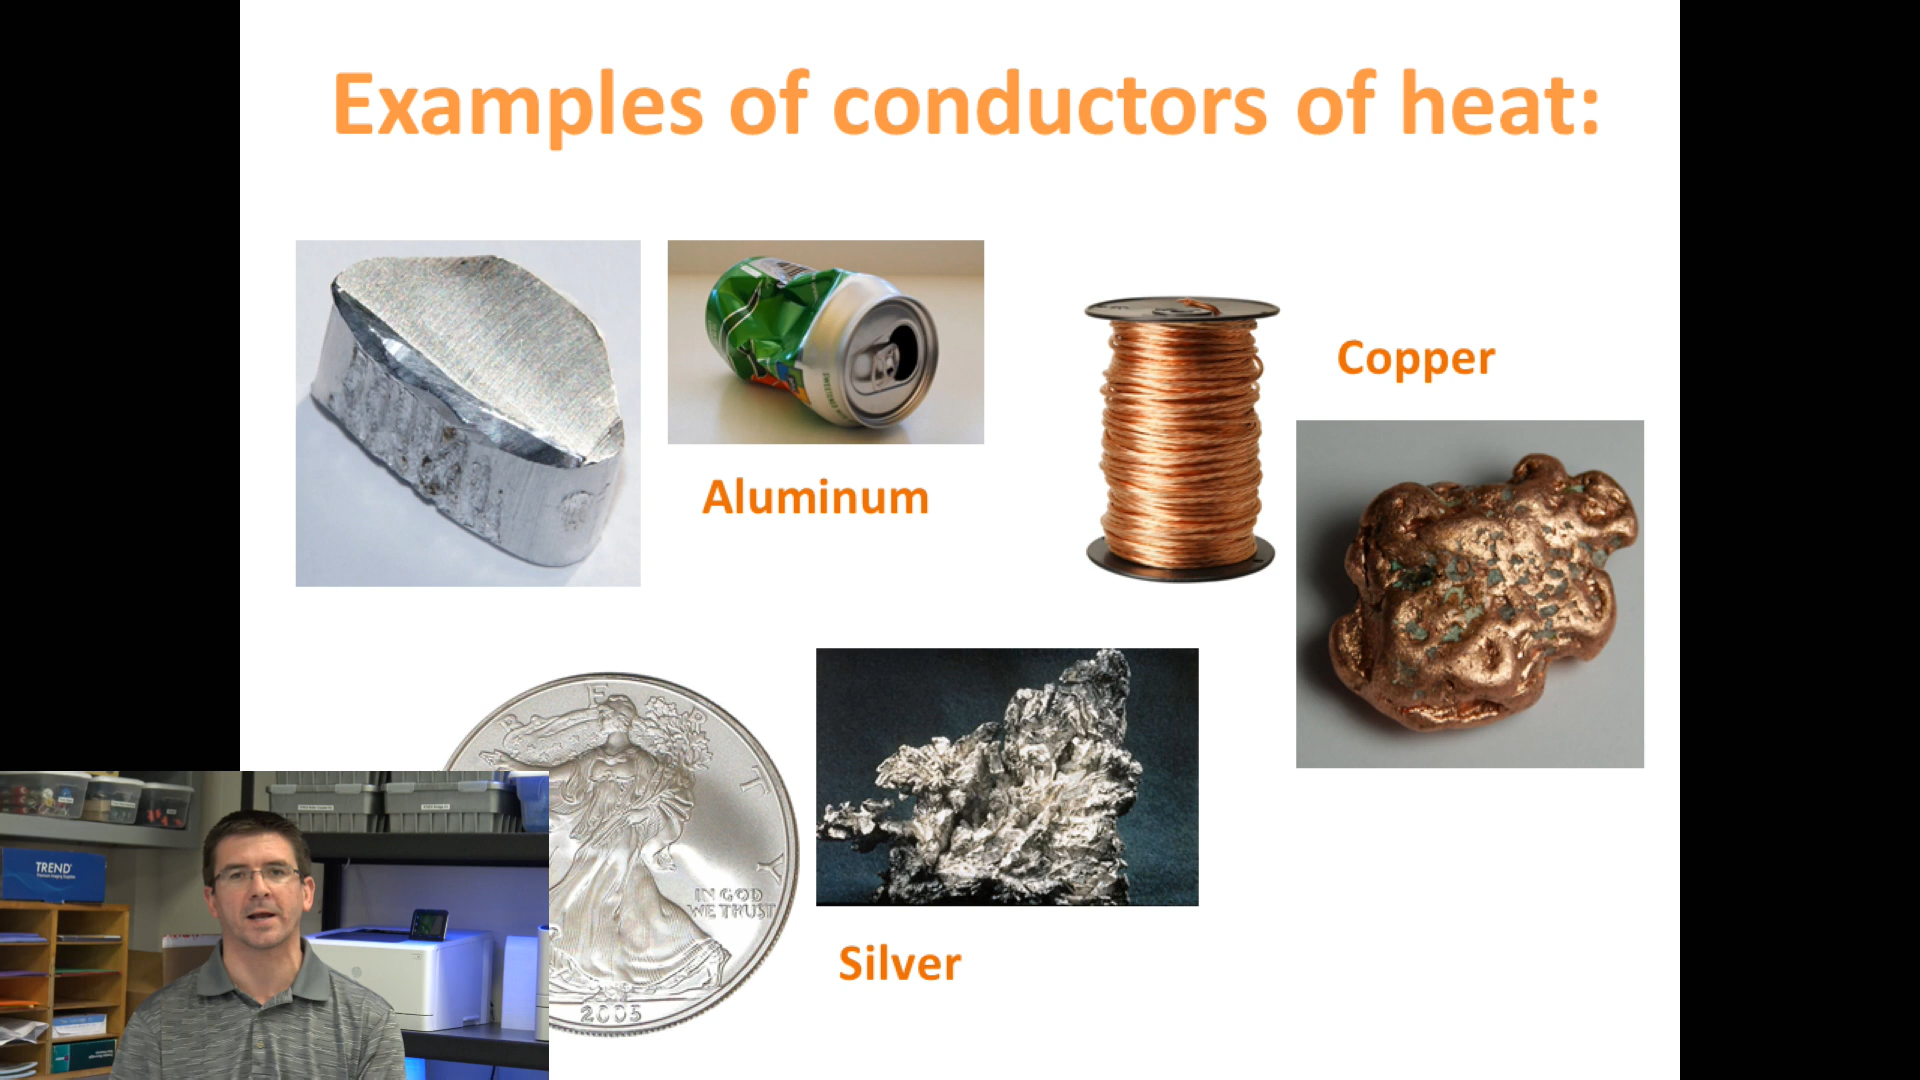 Examples of conductors of heat:
Copper
Aluminum
IN GOD
WE TRUST
Silver
2005
TREND